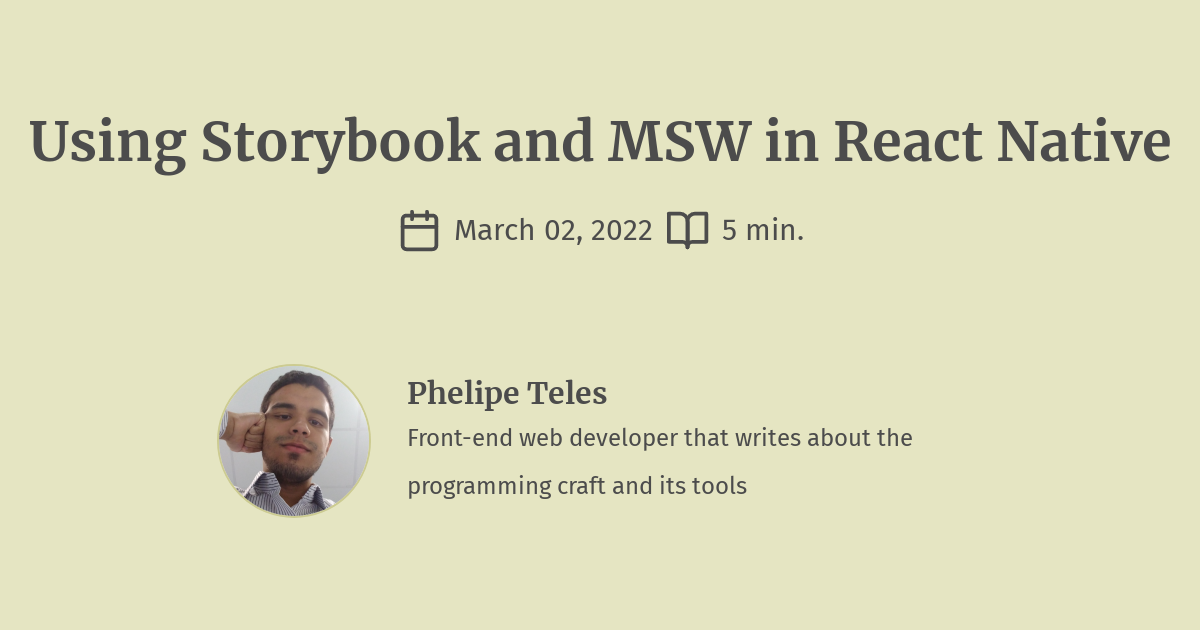 Using Storybook and MSW in React Native
March 02, 2022 5 min.
Phelipe Teles
Front-end web developer that writes about the
programming craft and its tools